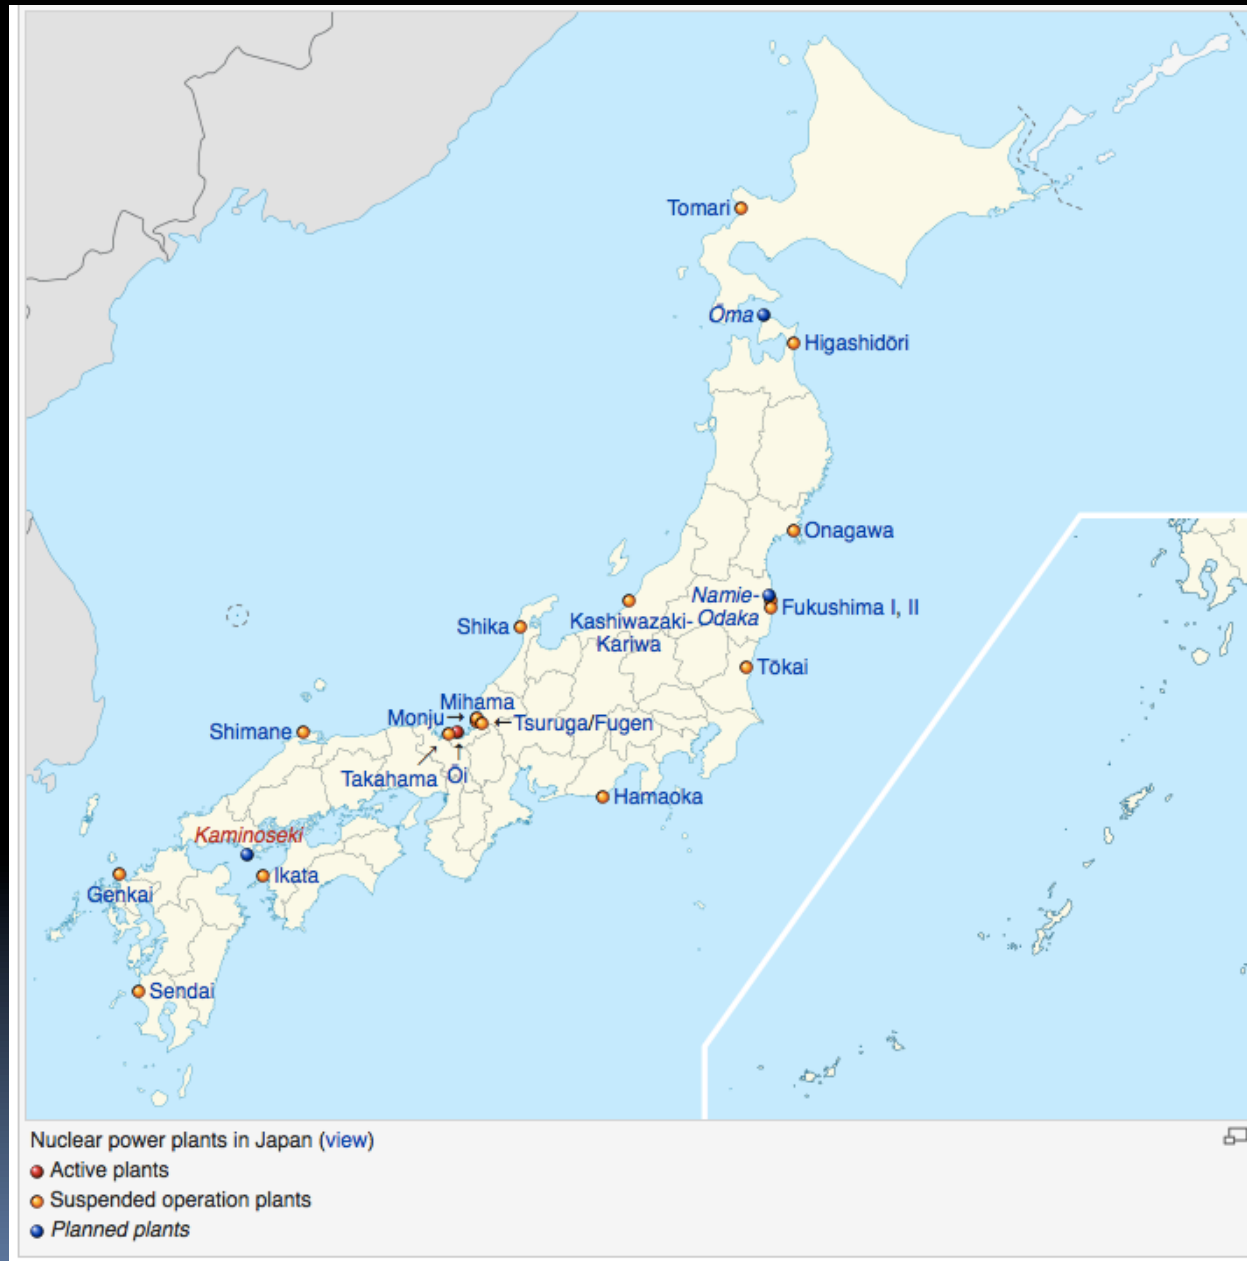 Tomari
Ōma
Higashidōri
Onagawa
Namie-
Odaka
Fukushima I, II
Kashiwazaki-
Kariwa
Shika
Tōkai
Mihama
Monju→
←Tsuruga/Fugen
Shimane
Takahama
Ōi
Hamaoka
Kaminoseki
Ikata
Genkai
Sendai
Nuclear power plants in Japan (view)
Active plants
Suspended operation plants
Planned plants